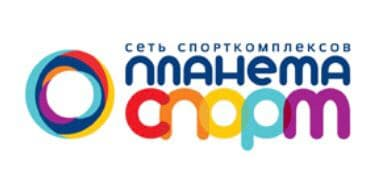 сеть спорткомплексов
планета
спорт